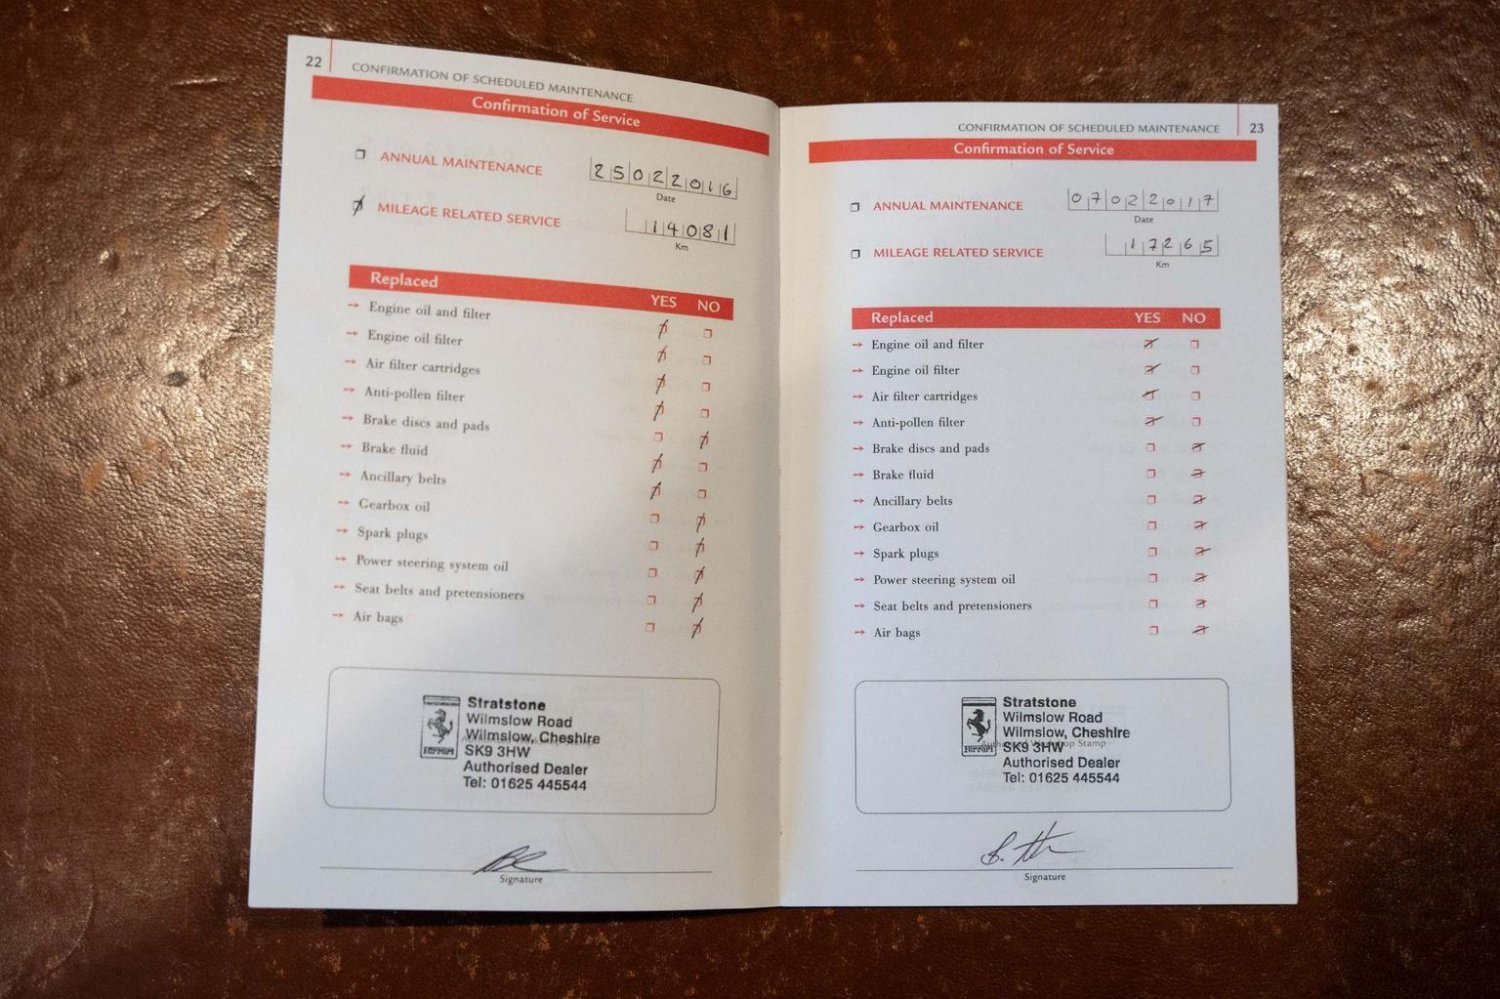 22
CONFIRMATION OF SCHEDULED MAINTENANCE
Confirmation of Service
ANNUAL MAINTENANCE
25022016
Date
MILEAGE RELATED SERVICE
14081
Km
Replaced YES NO
Engine oil and filter
Engine oil filter
Air filter cartridges
Anti-pollen filter
Brake discs and pads
Brake fluid
Ancillary belts
Gearbox oil
Spark plugs
Power steering system oil
Seat belts and pretensioners
Air bags
Stratstone
Wilmslow Road
Wilmslow, Cheshire
SK9 3HW
Authorised Dealer
Tel: 01625 445544
Ferrari
Signature
CONFIRMATION OF SCHEDULED MAINTENANCE 23
Confirmation of Service
ANNUAL MAINTENANCE
07022017
Date
MILEAGE RELATED SERVICE
17265
Km
Replaced YES NO
Engine oil and filter
Engine oil filter
Air filter cartridges
Anti-pollen filter
Brake discs and pads
Brake fluid
Ancillary belts
Gearbox oil
Spark plugs
Power steering system oil
Seat belts and pretensioners
Air bags
Stratstone
Wilmslow Road
Wilmslow, Cheshire
SK9 3HW
Authorised Dealer
Tel: 01625 445544
Ferrari
Stamp
Signature